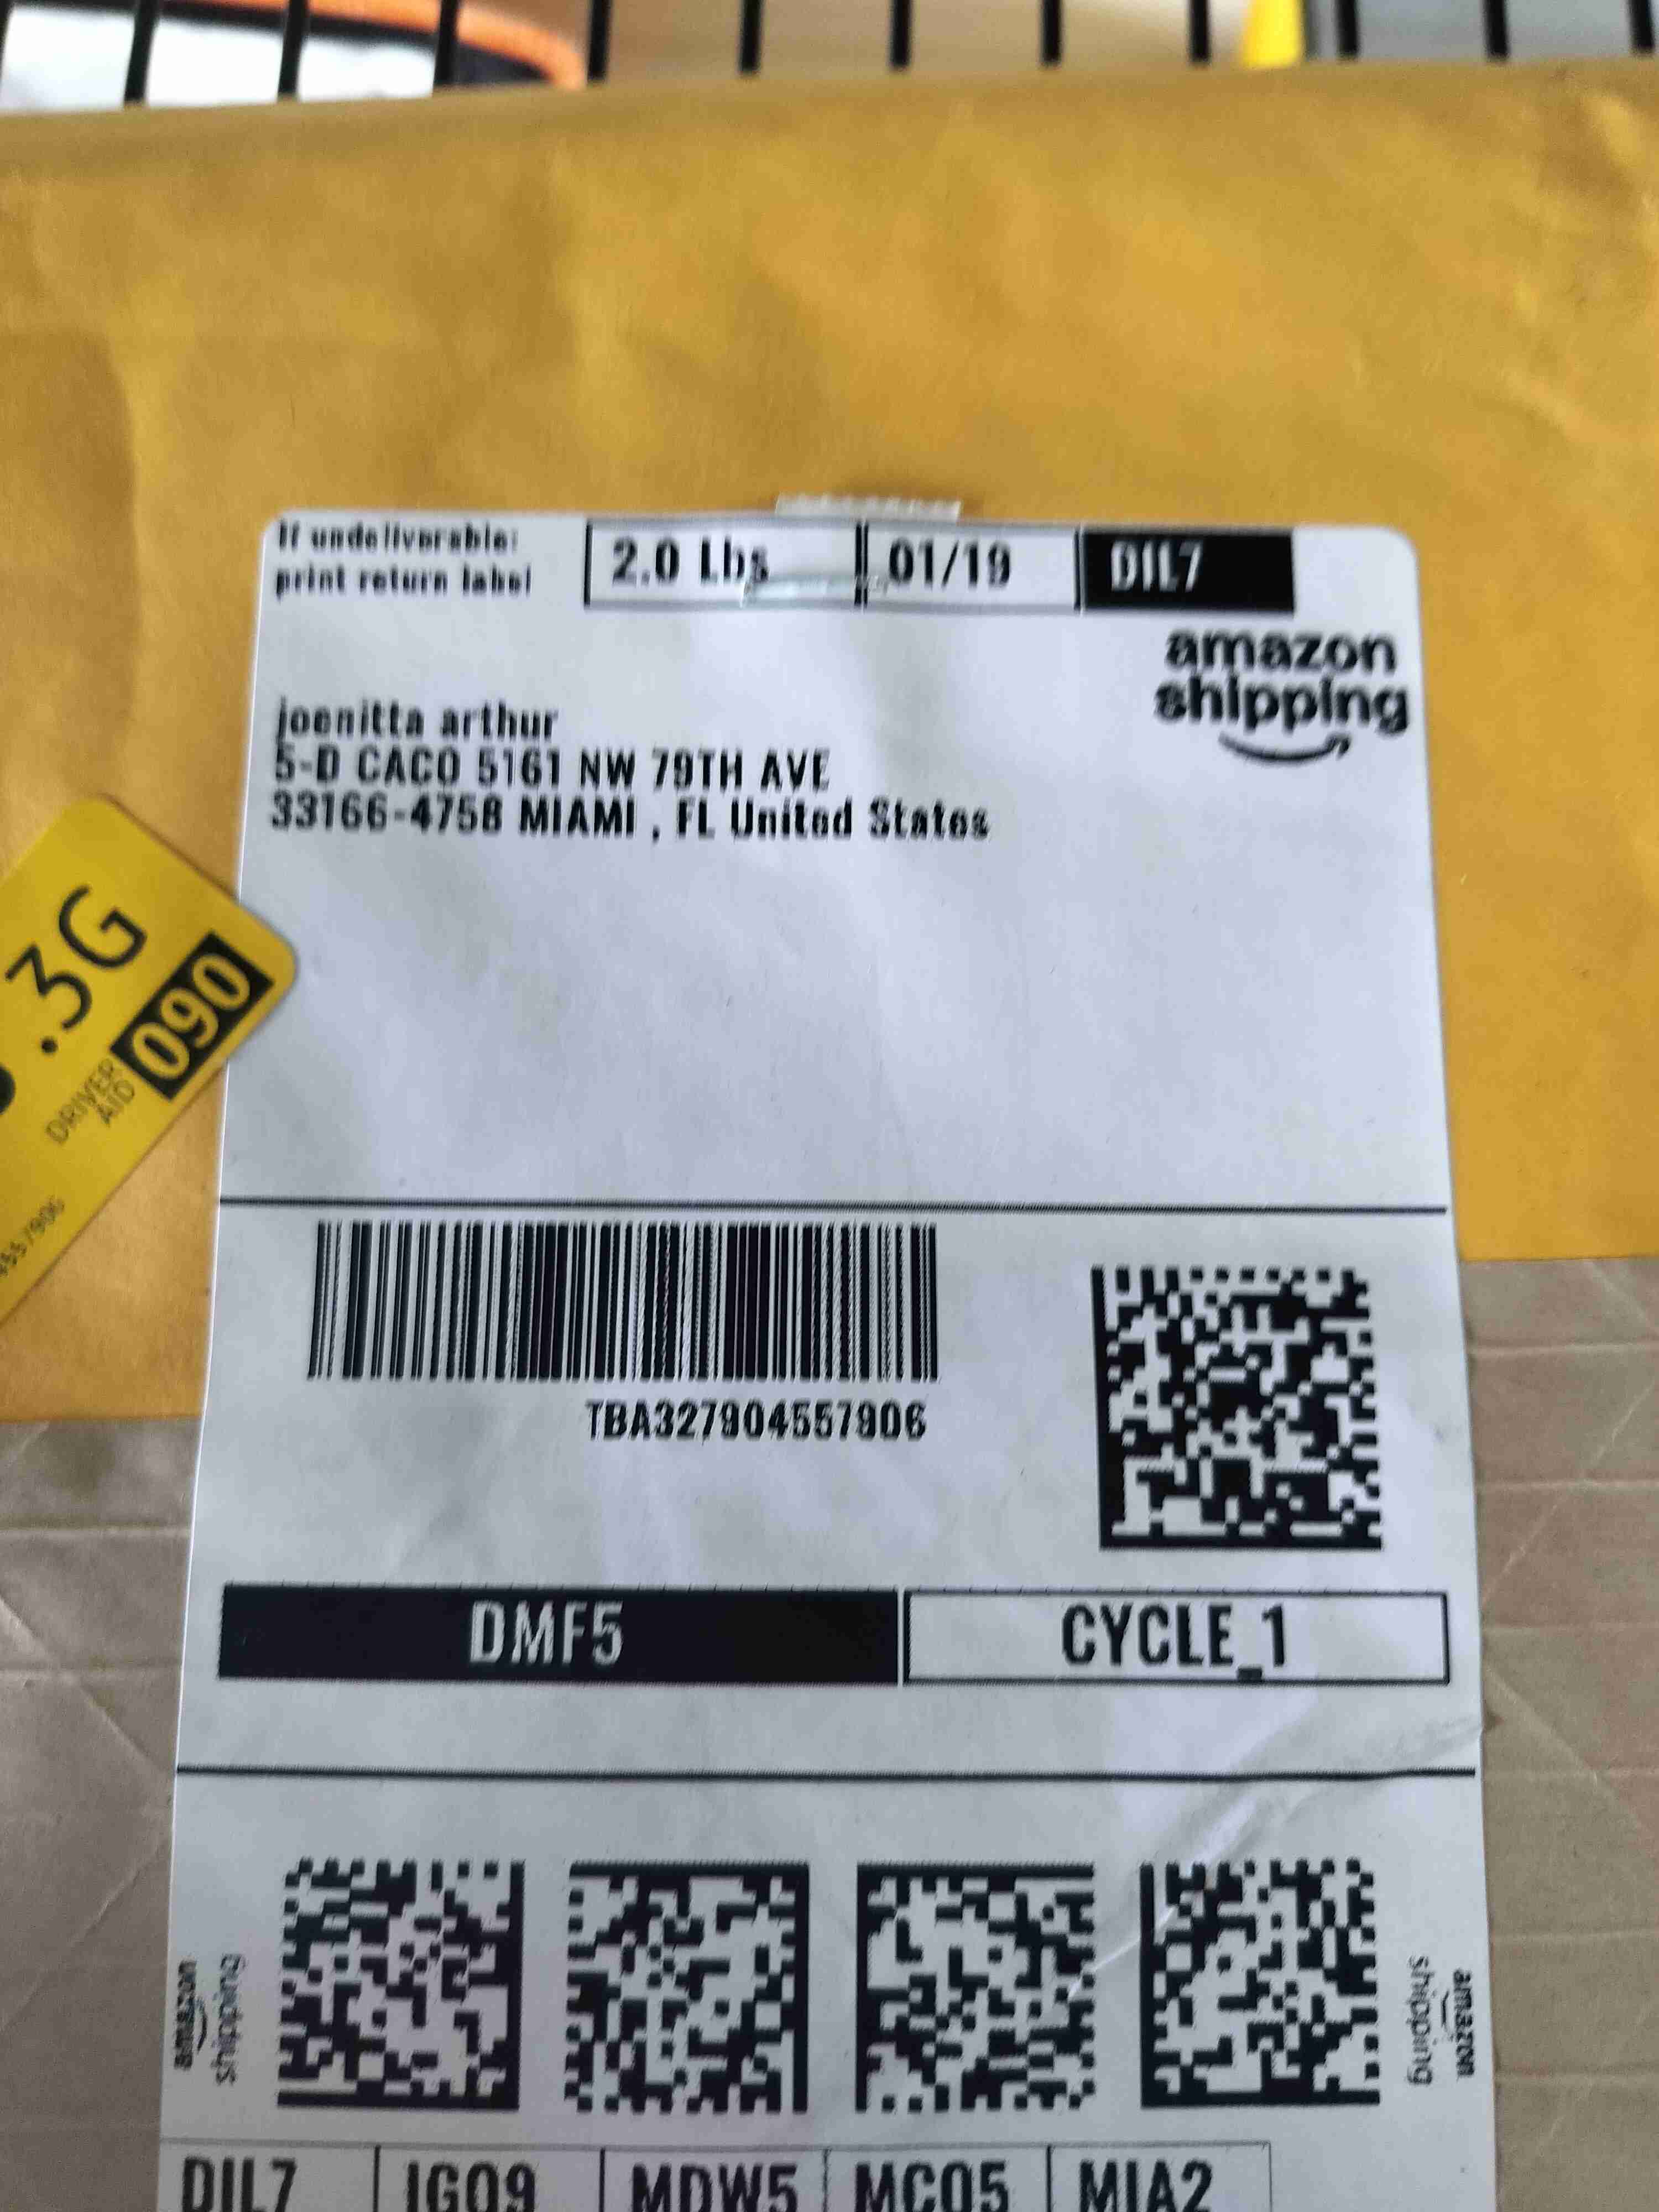 If undeliverable:
print return label
2.0 Lbs
01/19
DIL7
amazon
shipping
joenitta arthur
5-D CACO 5161 NW 79TH AVE
33166-4758 MIAMI , FL United States
.3G
DRIVER
AID
090
4557906
TBA327904557906
DMF5
CYCLE_1
amazon
shipping
amazon
shipping
DIL7
IGQ9
MDW5
MCO5
MIA2